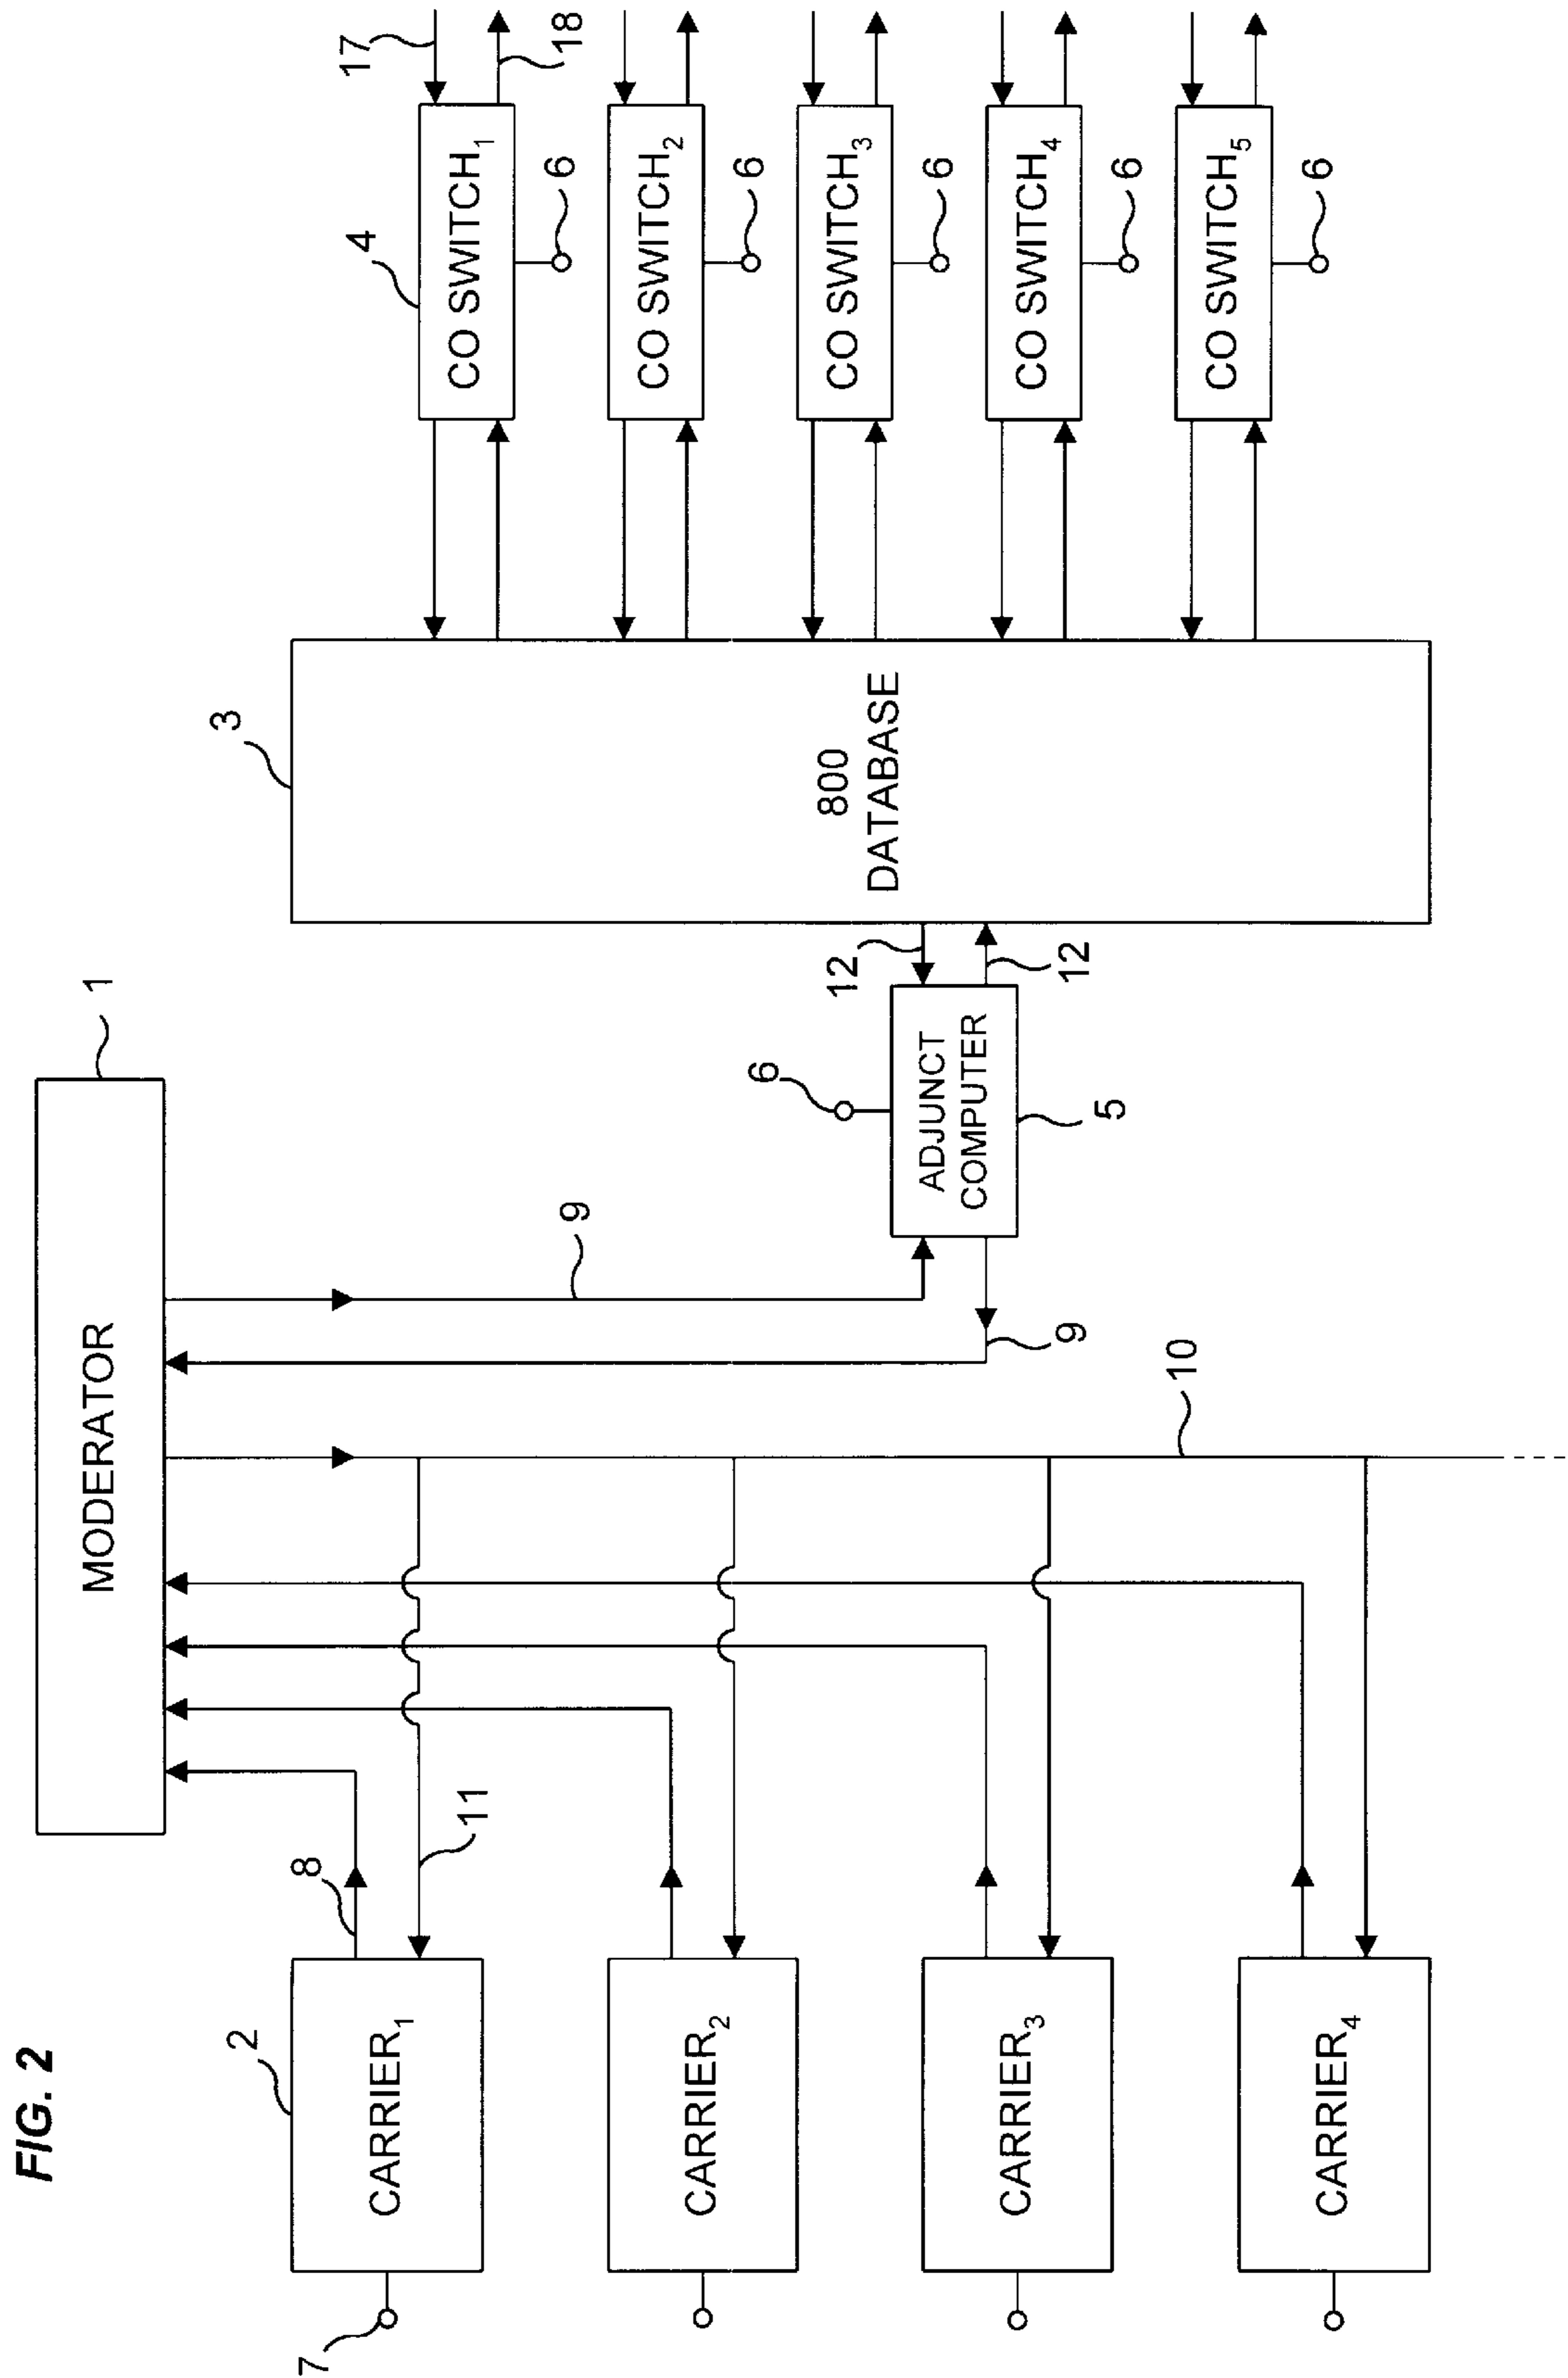 FIG. 2
MODERATOR
1
CARRIER1
2
7
8
11
CARRIER2
CARRIER3
CARRIER4
10
9
9
ADJUNCT
COMPUTER
5
6
12
12
800
DATABASE
3
CO SWITCH1
4
6
17
18
CO SWITCH2
6
CO SWITCH3
6
CO SWITCH4
6
CO SWITCH5
6